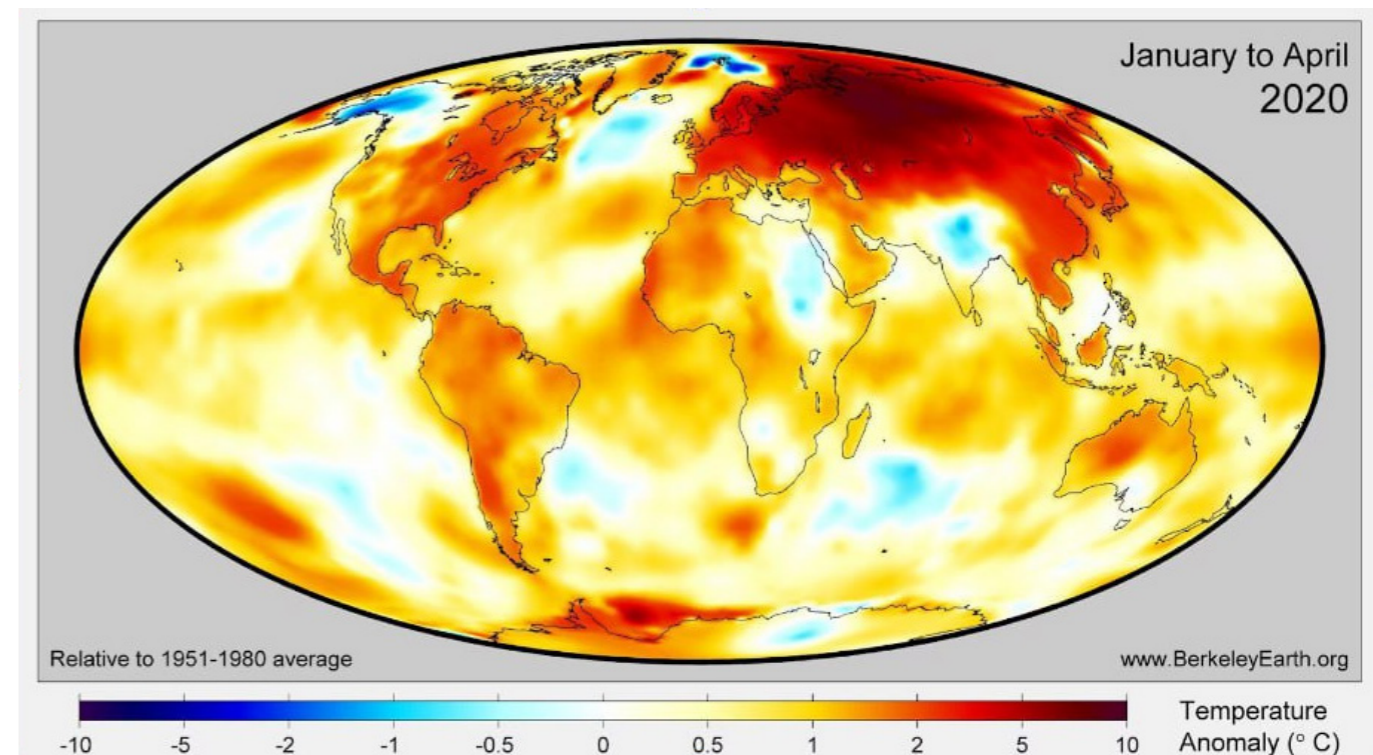 January to April
2020
Relative to 1951-1980 average
www.BerkeleyEarth.org
-10 -5 -2 -1 -0.5 0 0.5 1 2 5 10
Temperature
Anomaly (° C)